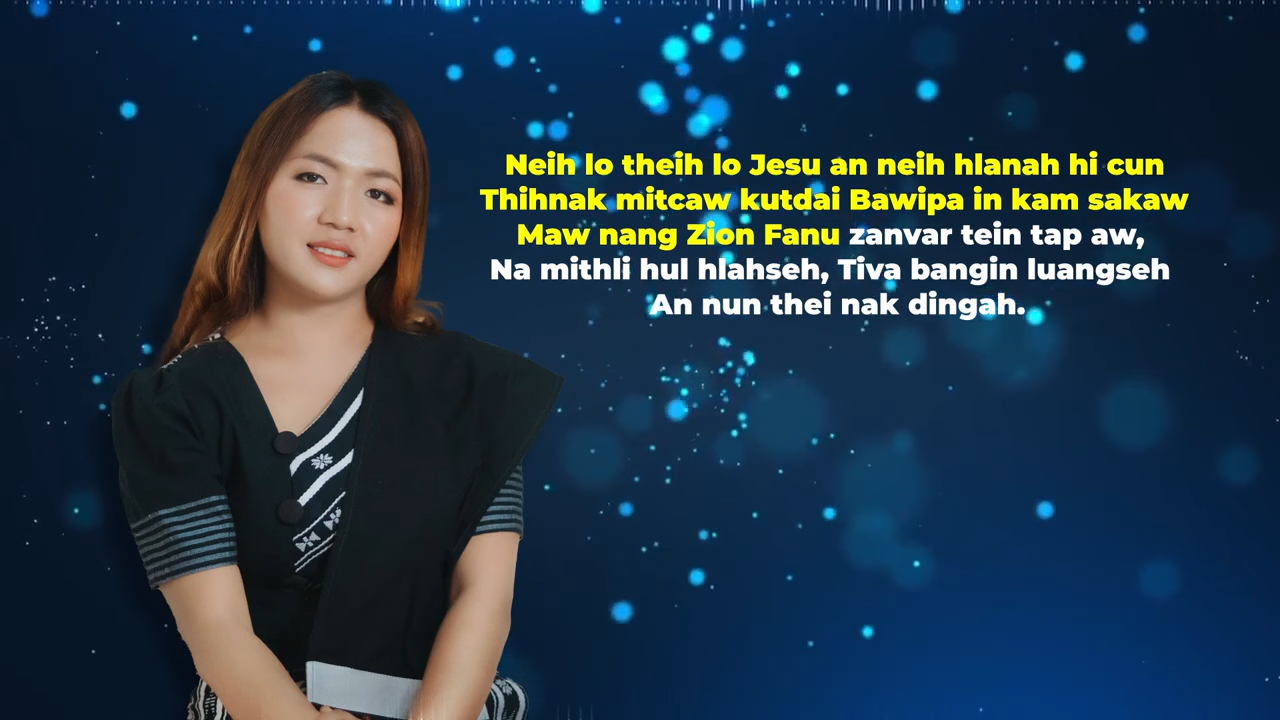 Neih lo theih lo Jesu an neih hlanah hi cun
Thihnak mitcaw kutdai Bawipa in kam sakaw
Maw nang Zion Fanu zanvar tein tap aw,
Na mithli hul hlahseh, Tiva bangin luangseh
An nun thei nak dingah.